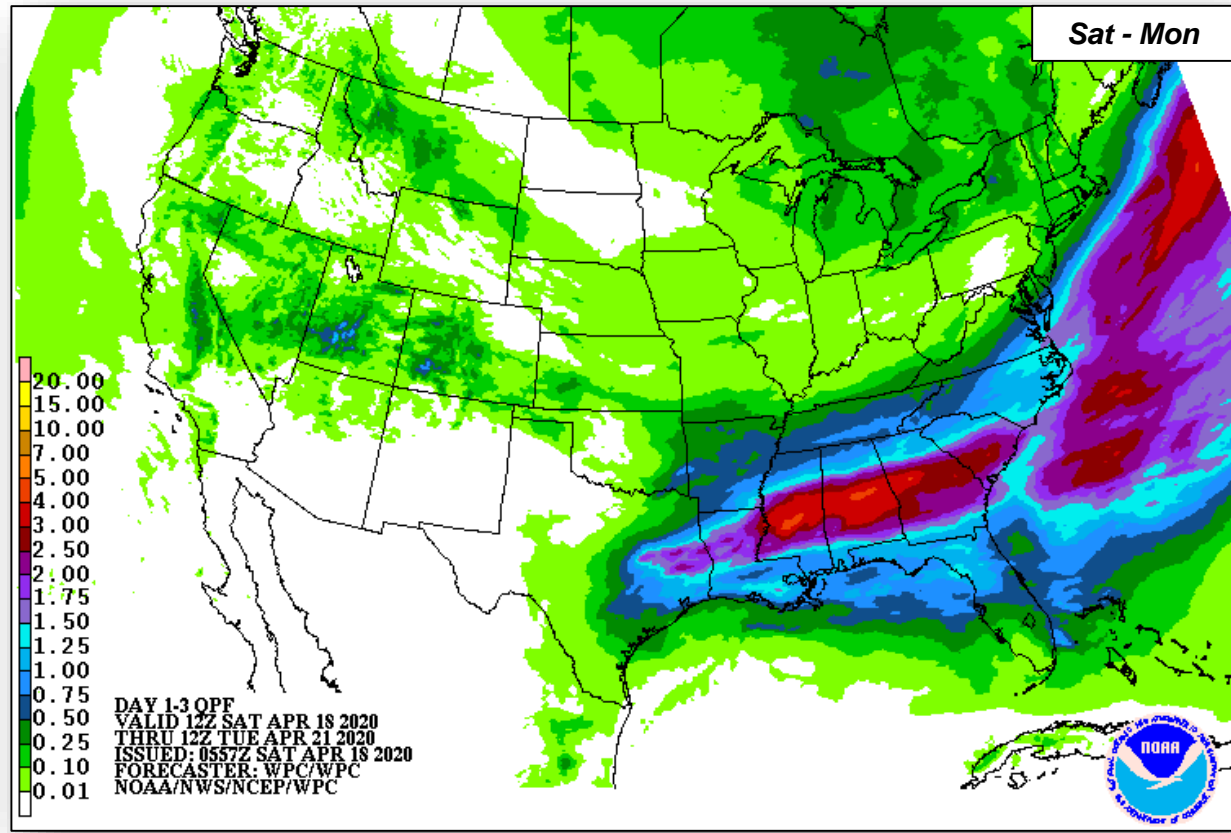 Sat - Mon
20.00
15.00
10.00
7.00
5.00
4.00
3.00
2.50
2.00
1.75
1.50
1.25
1.00
0.75
0.50
0.25
0.10
0.01
DAY 1-3 QPF
VALID 12Z SAT APR 18 2020
THRU 12Z TUE APR 21 2020
ISSUED: 0557Z SAT APR 18 2020
FORECASTER: WPC/WPC
NOAA/NWS/NCEP/WPC
NOAA